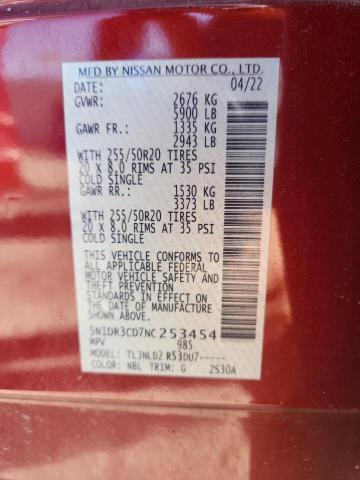 MFD BY NISSAN MOTOR CO., LTD.
DATE: 04/22
GVWR: 2676 KG
5900 LB
GAWR FR.: 1335 KG
2943 LB
WITH 255/50R20 TIRES
20 X 8.0 RIMS AT 35 PSI
COLD SINGLE
GAWR RR.: 1530 KG
3373 LB
WITH 255/50R20 TIRES
20 X 8.0 RIMS AT 35 PSI
COLD SINGLE
THIS VEHICLE CONFORMS TO
ALL APPLICABLE FEDERAL
MOTOR VEHICLE SAFETY AND
THEFT PREVENTION
STANDARDS IN EFFECT ON
THE DATE OF MANUFACTURE
SHOWN ABOVE.
5N1DR3CD7NC253454
MPV 985
MODEL: TLJNLD2 R53DU7-----
COLOR: NBL TRIM: G 2S30A